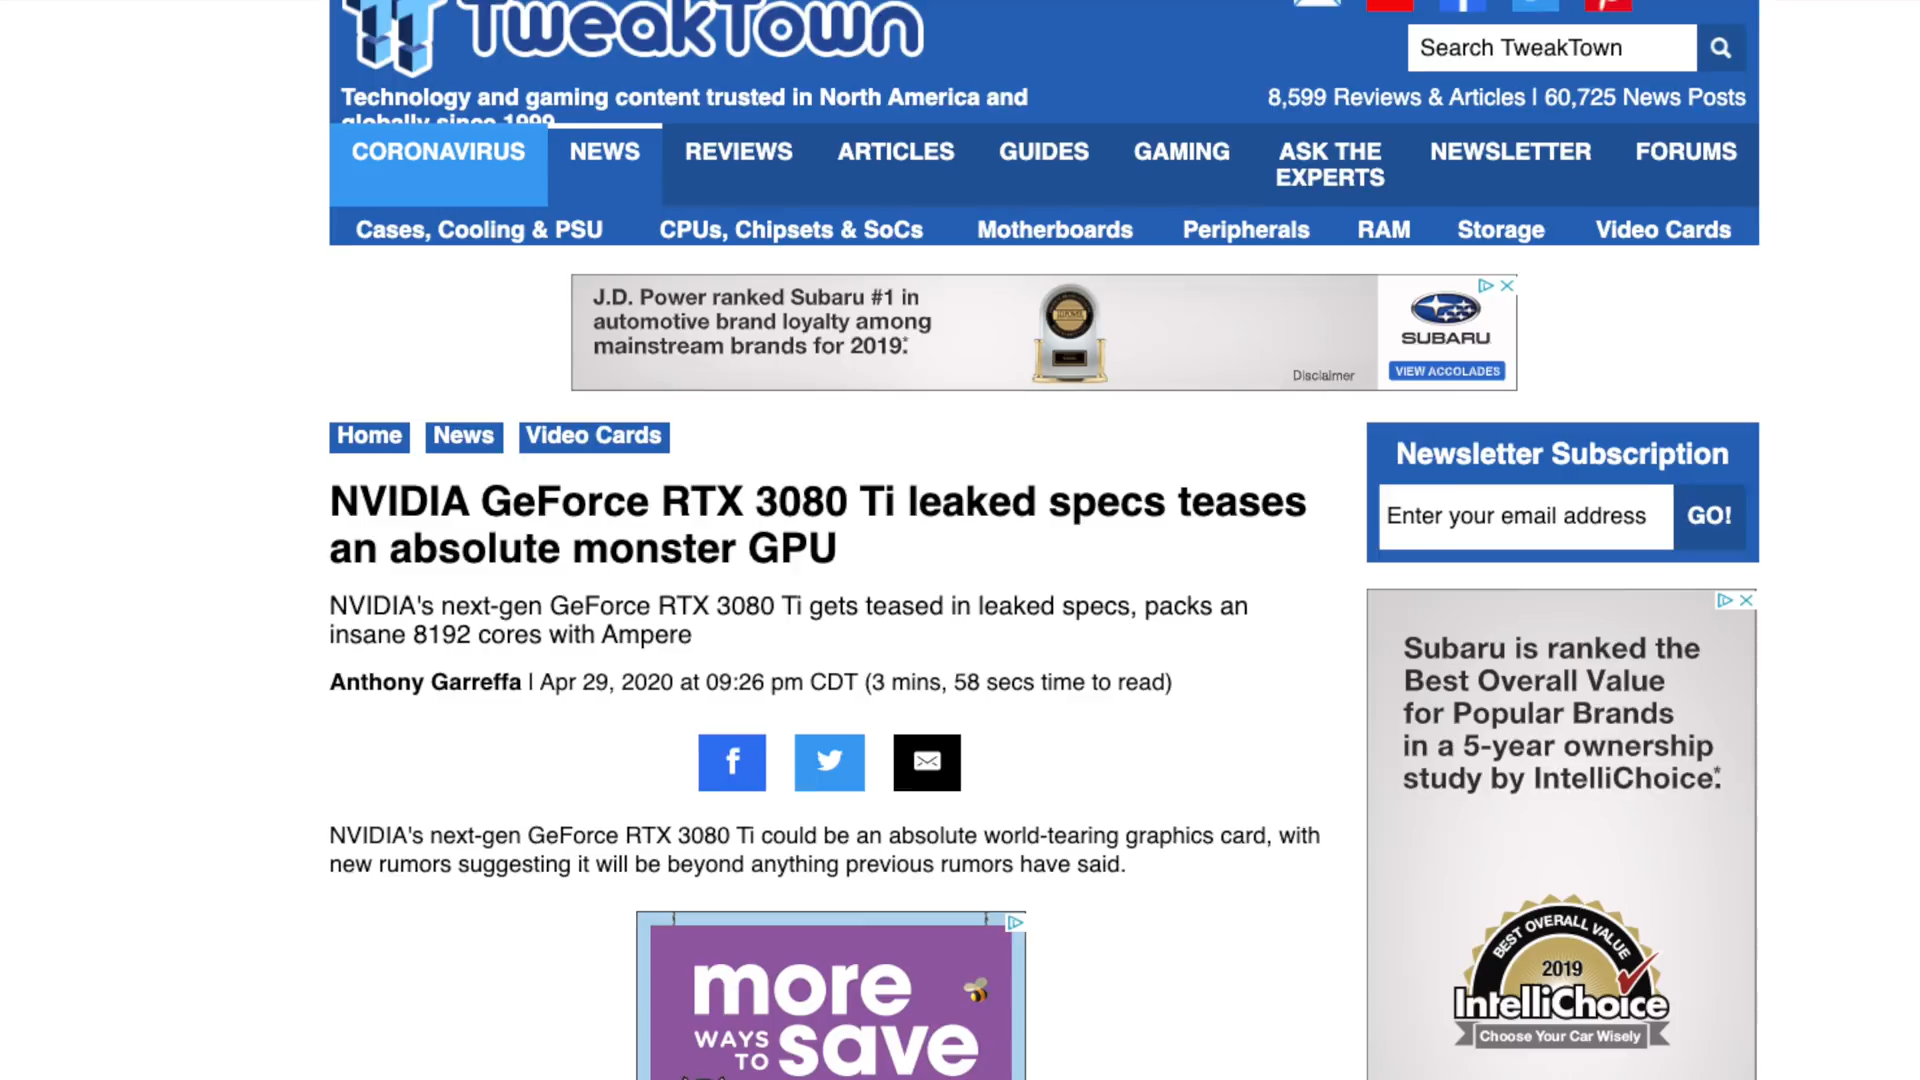 TweakTown
Search TweakTown
Technology and gaming content trusted in North America and
globally since 1999
8,599 Reviews & Articles | 60,725 News Posts
CORONAVIRUS
NEWS
REVIEWS
ARTICLES
GUIDES
GAMING
ASK THE
EXPERTS
NEWSLETTER
FORUMS
Cases, Cooling & PSU
CPUs, Chipsets & SoCs
Motherboards
Peripherals
RAM
Storage
Video Cards
J.D. Power ranked Subaru #1 in
automotive brand loyalty among
mainstream brands for 2019.*
Disclaimer
SUBARU
VIEW ACCOLADES
Home
News
Video Cards
NVIDIA GeForce RTX 3080 Ti leaked specs teases
an absolute monster GPU
NVIDIA's next-gen GeForce RTX 3080 Ti gets teased in leaked specs, packs an
insane 8192 cores with Ampere
Anthony Garreffa | Apr 29, 2020 at 09:26 pm CDT (3 mins, 58 secs time to read)
NVIDIA's next-gen GeForce RTX 3080 Ti could be an absolute world-tearing graphics card, with
new rumors suggesting it will be beyond anything previous rumors have said.
more
WAYS
TO
save
Newsletter Subscription
Enter your email address
GO!
Subaru is ranked the
Best Overall Value
for Popular Brands
in a 5-year ownership
study by IntelliChoice.*
BEST OVERALL VALUE
2019
IntelliChoice
Choose Your Car Wisely